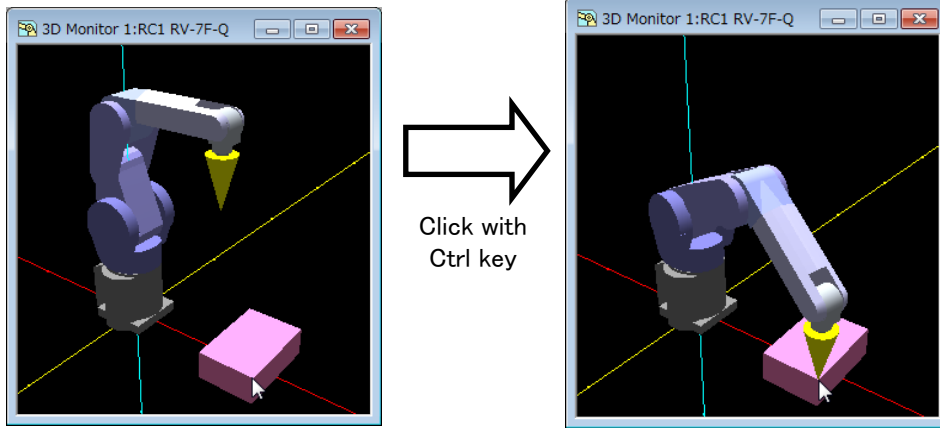 3D Monitor 1:RC1 RV-7F-Q
3D Monitor 1:RC1 RV-7F-Q
Click with
Ctrl key